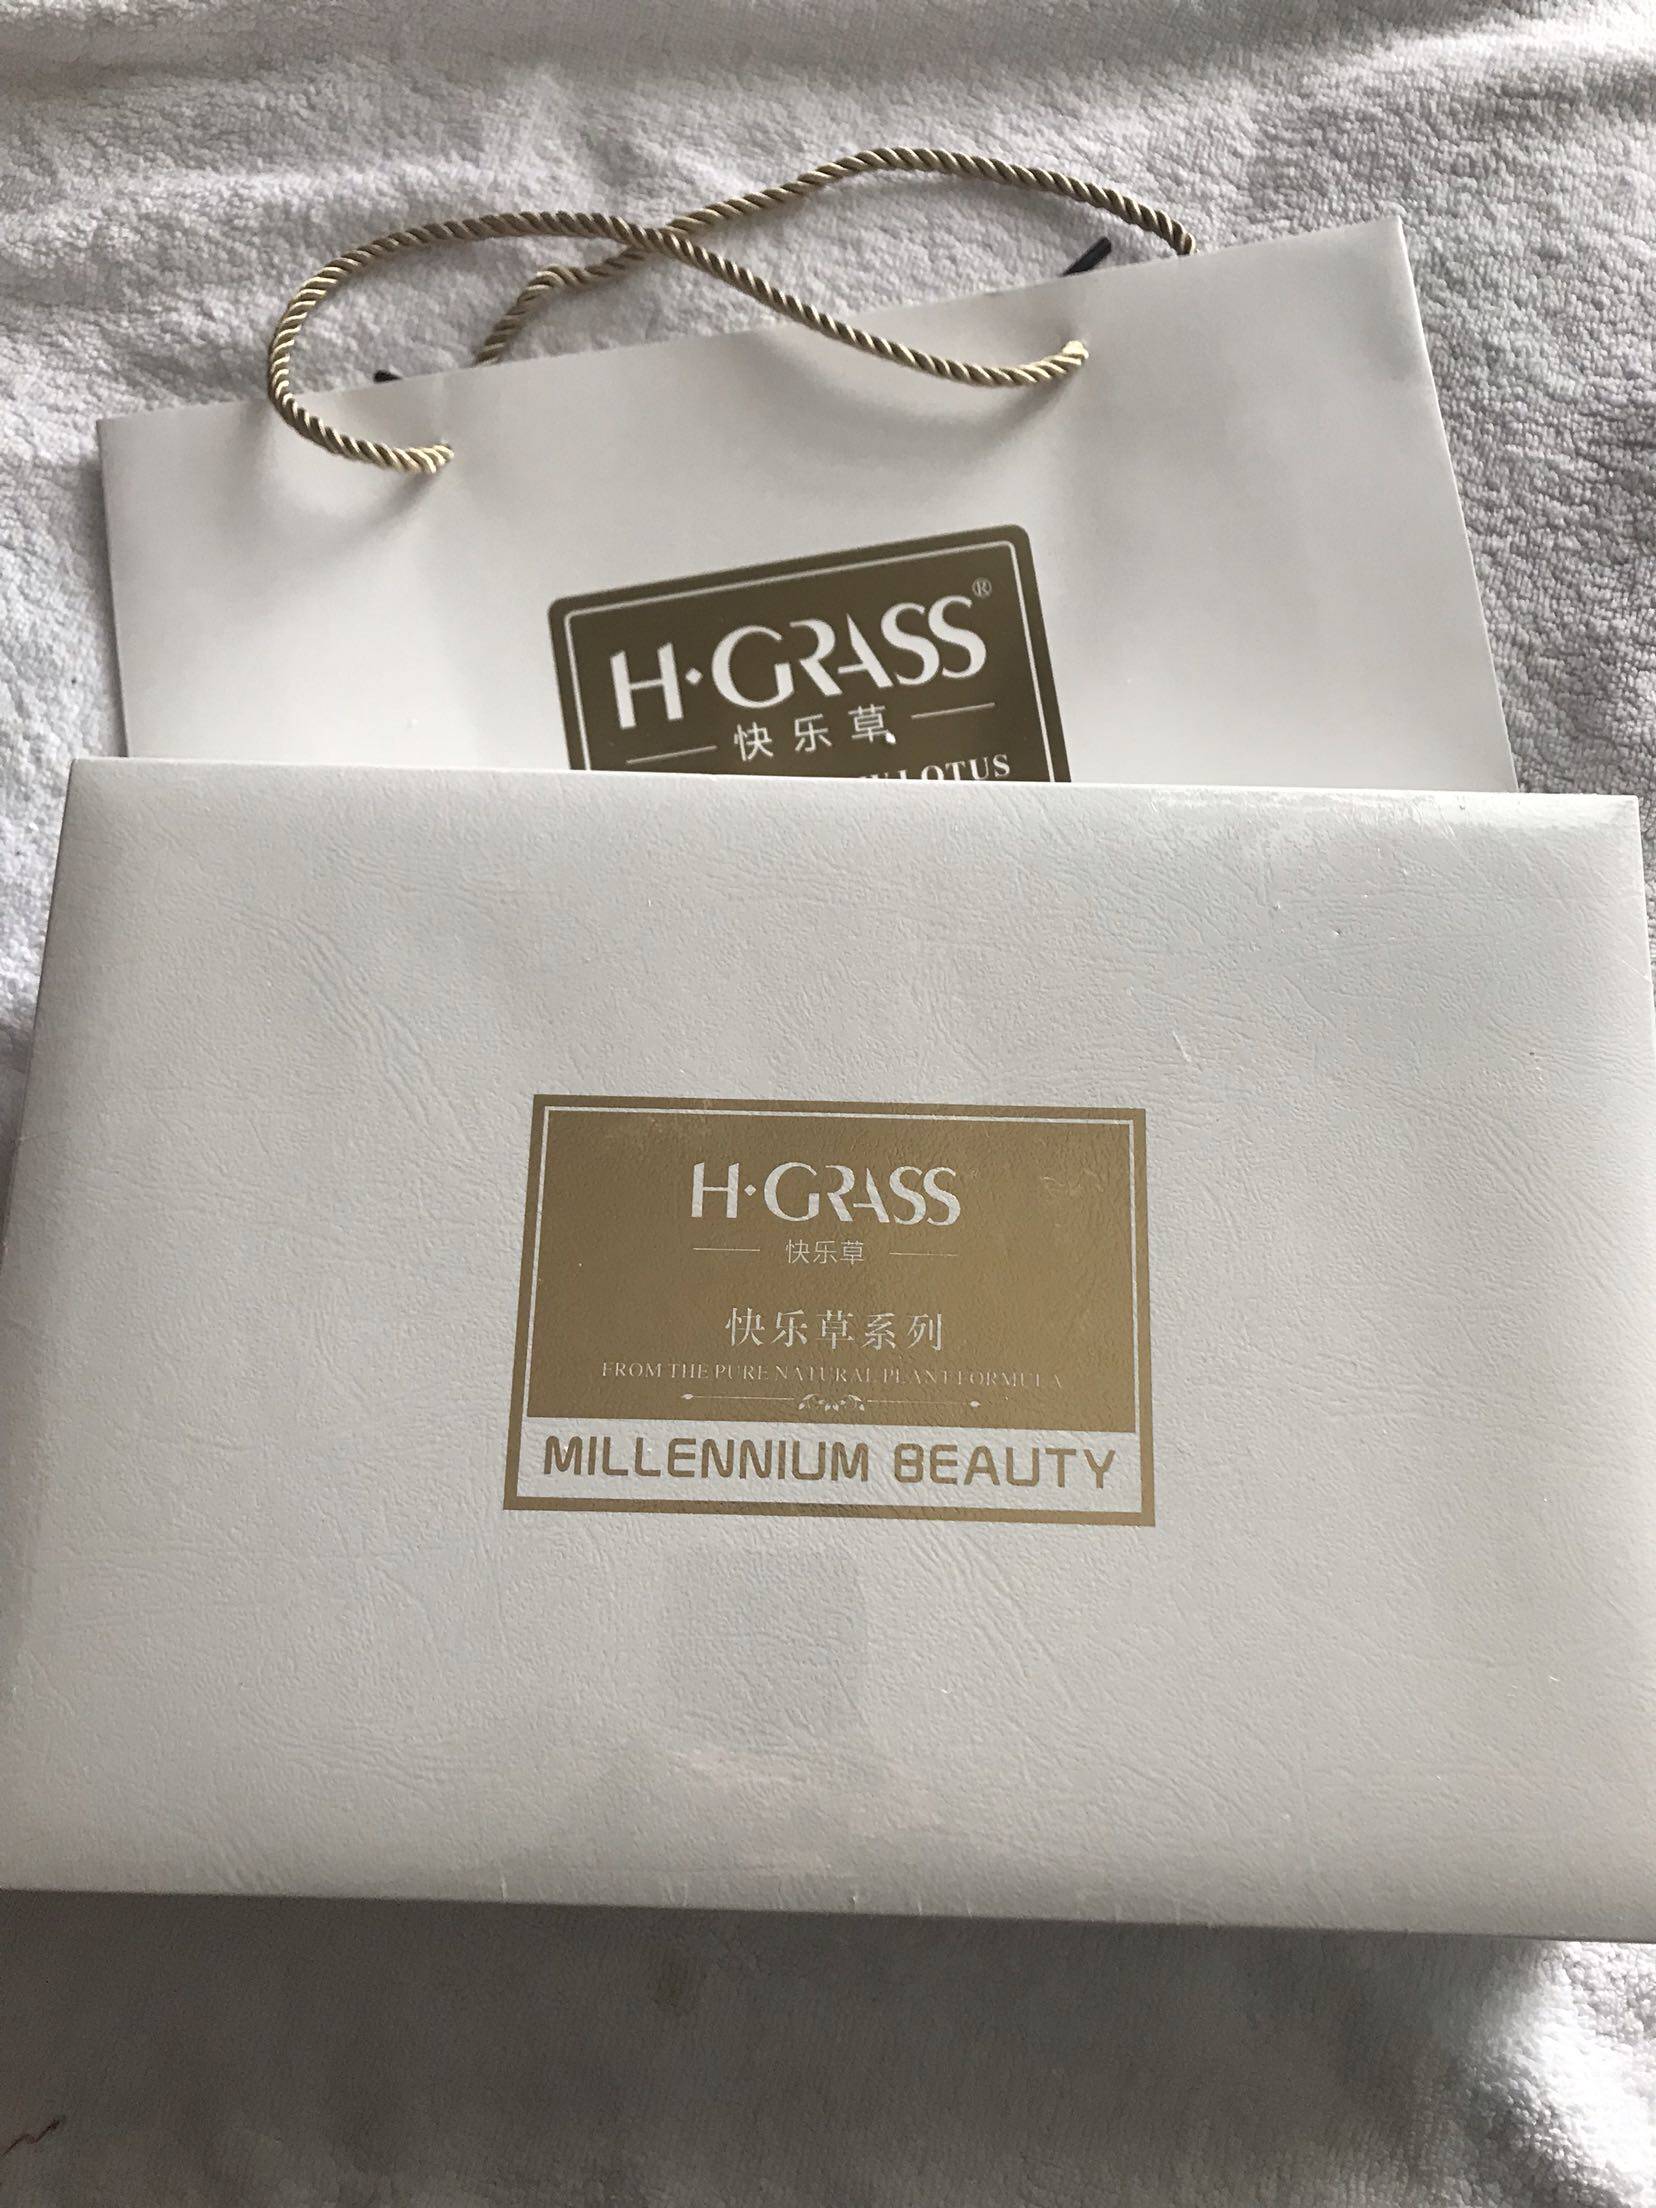 H·GRASS®
快乐草
LOTUS
H·GRASS
快乐草
快乐草系列
FROM THE PURE NATURAL PLANT FORMULA
MILLENNIUM BEAUTY